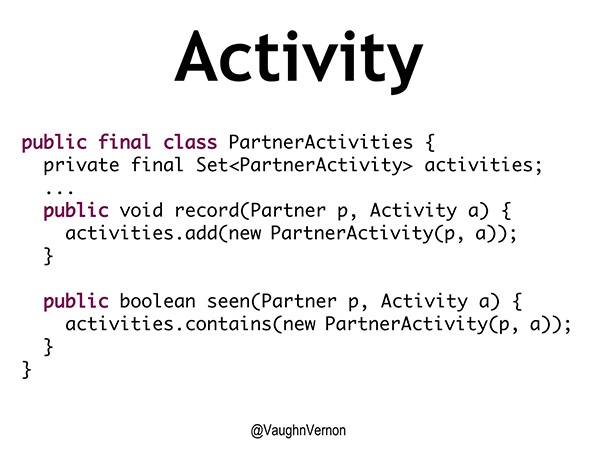 Activity
public final class PartnerActivities {
  private final Set<PartnerActivity> activities;
  ...
  public void record(Partner p, Activity a) {
    activities.add(new PartnerActivity(p, a));
  }

  public boolean seen(Partner p, Activity a) {
    activities.contains(new PartnerActivity(p, a));
  }
}
@VaughnVernon